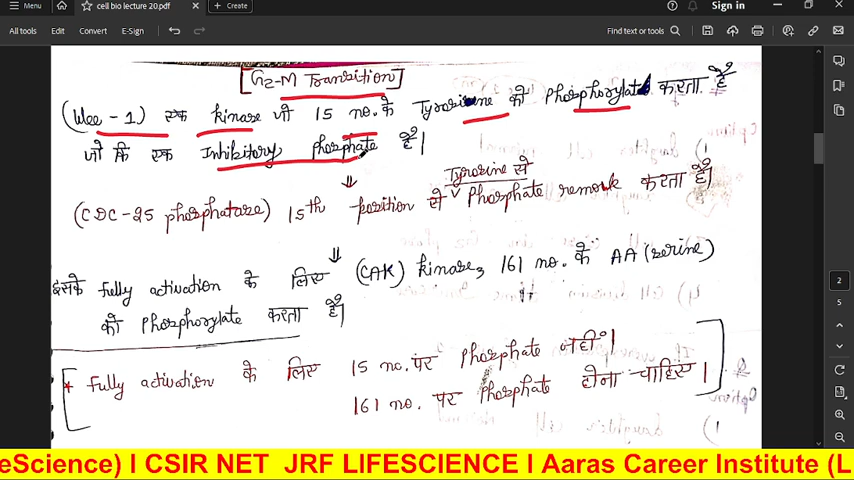 Menu
cell bio lecture 20.pdf
+ Create
Sign in
All tools
Edit
Convert
E-Sign
Find text or tools
[G2-M Transition]
(Wee-1) एक kinase जो 15 no. के Tyrosine को phosphorylate करता है
जो कि एक Inhibitory phosphate है।
⇓
Tyrosine से
(CDC-25 phosphatase) 15th position से phosphate remove करता है।
⇓
इसके fully activation के लिए (CAK) kinase, 161 no. के AA (serine)
को phosphorylate करता है।
* Fully activation के लिए 15 no. पर phosphate नहीं।
161 no. पर phosphate होना चाहिए।
2
5
eScience) I CSIR NET JRF LIFESCIENCE I Aaras Career Institute (L